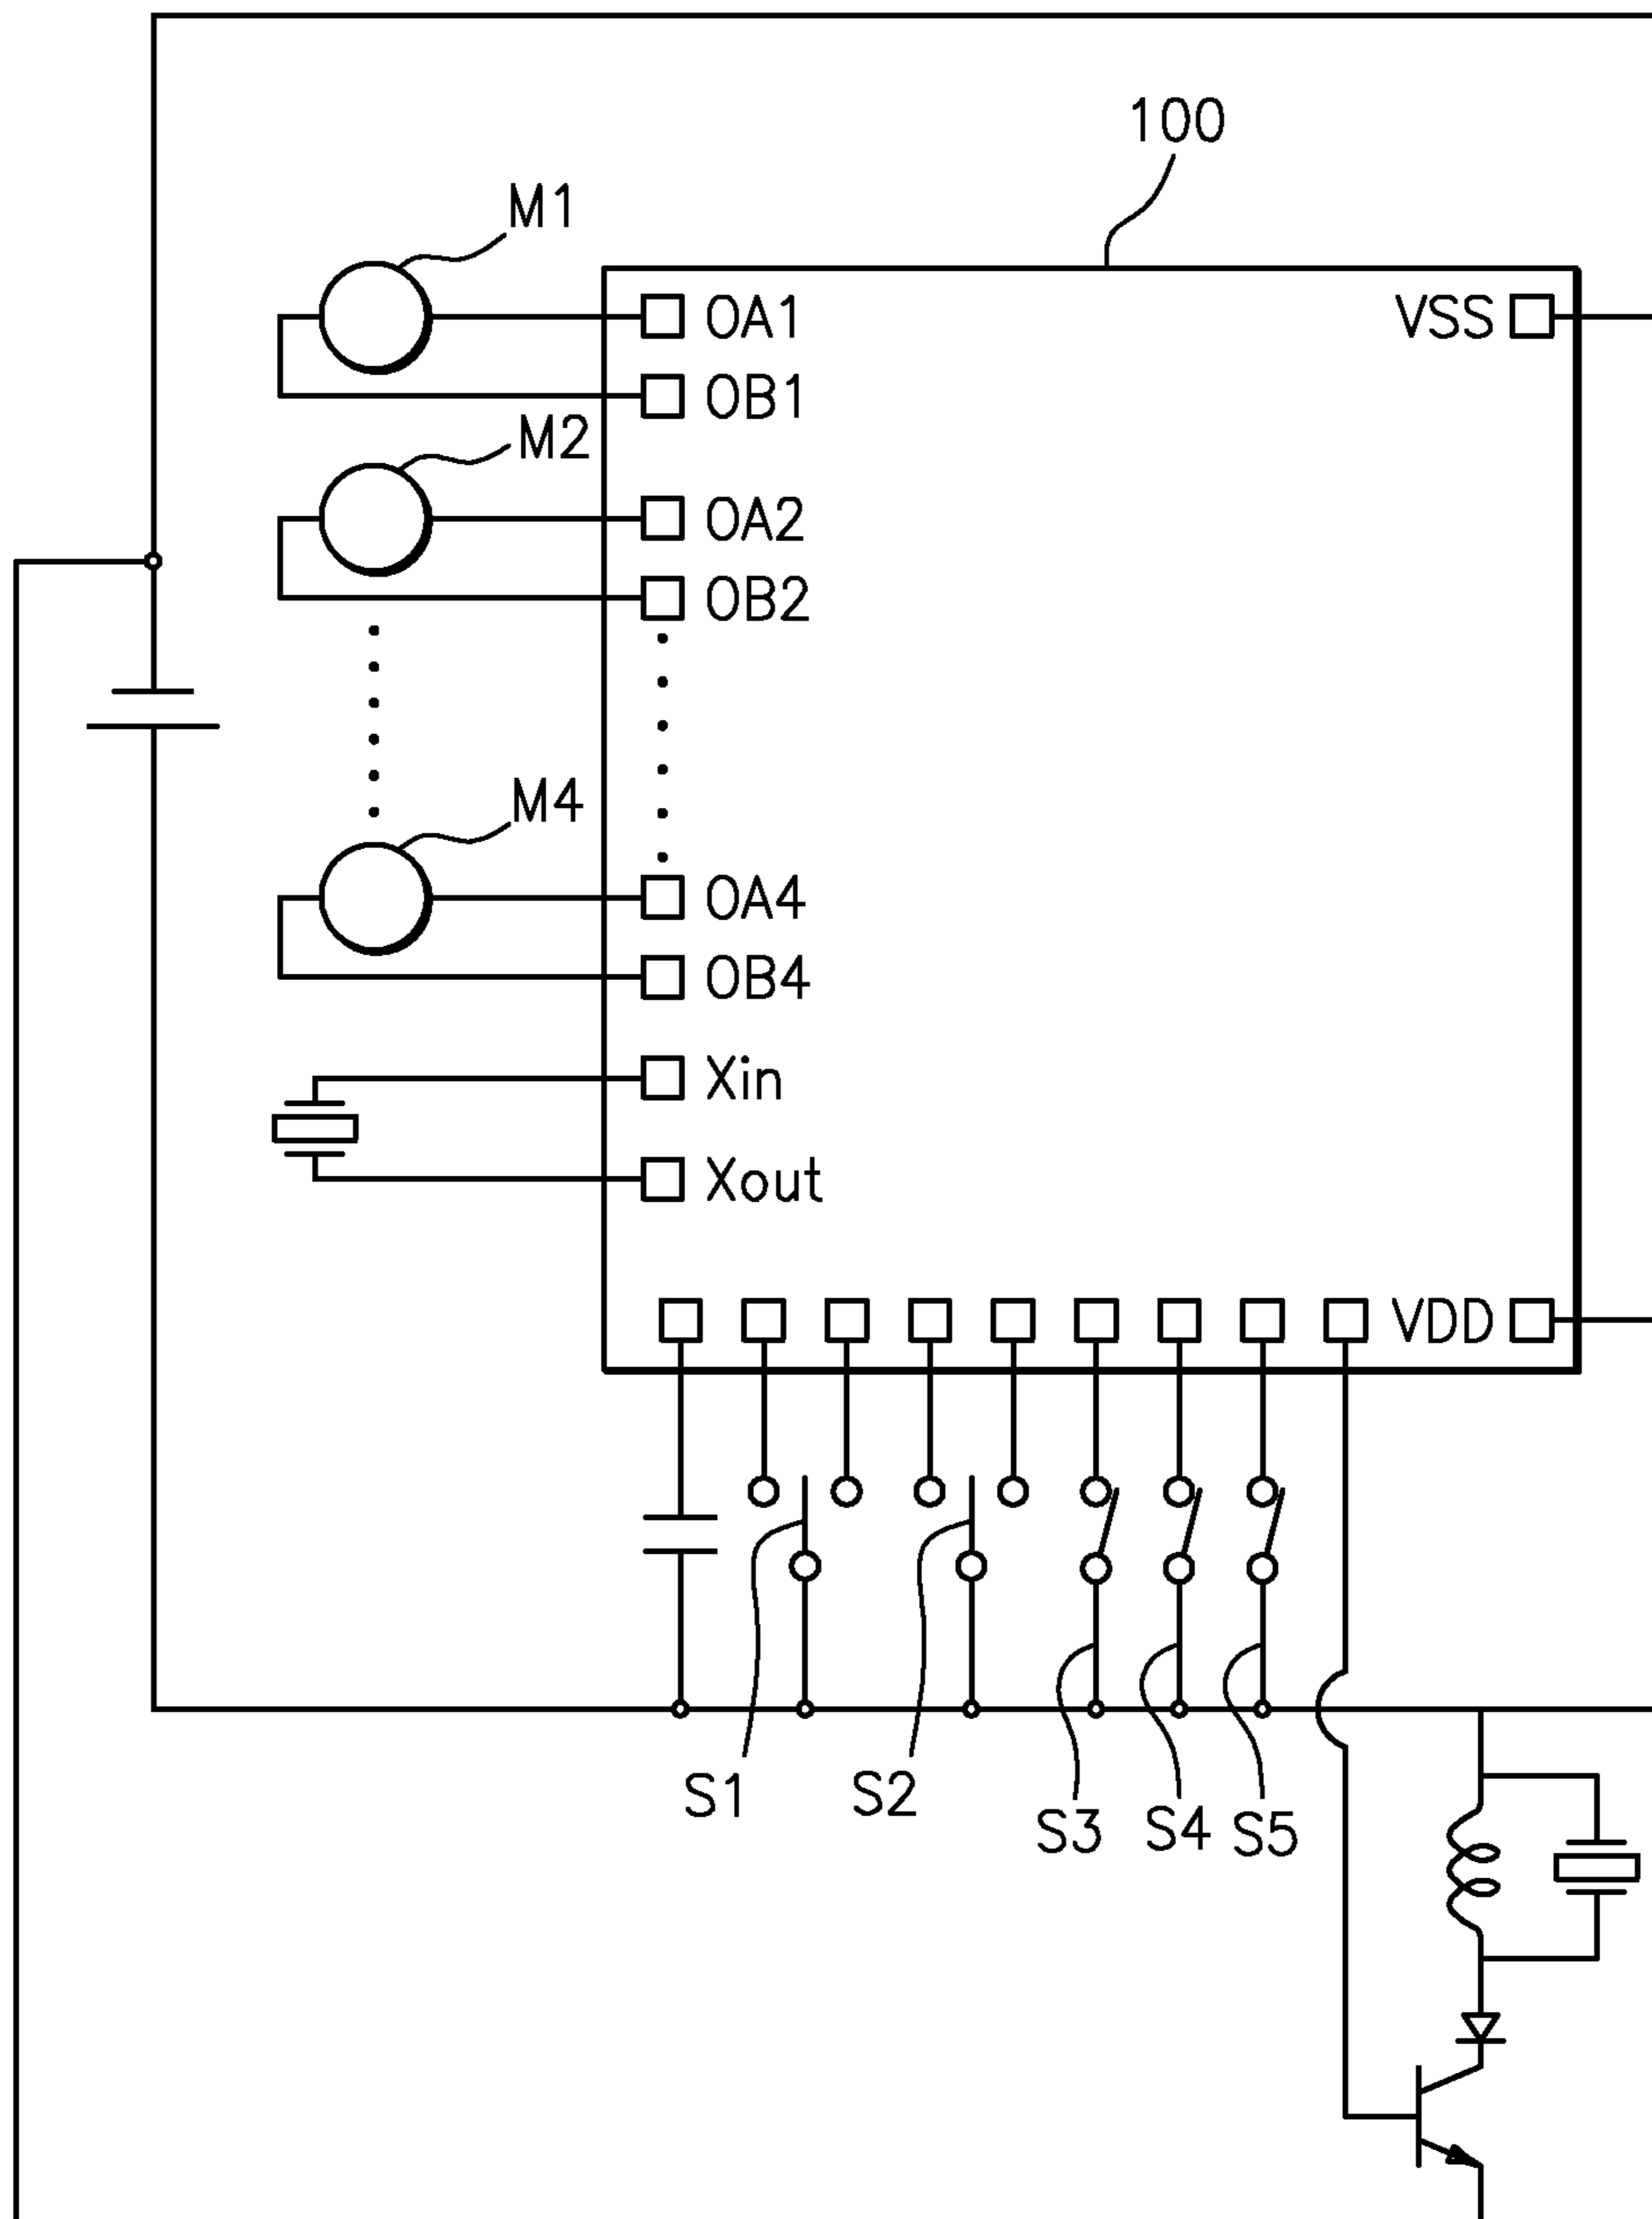 100
M1
OA1
VSS
OB1
M2
OA2
OB2
M4
OA4
OB4
Xin
Xout
VDD
S1
S2
S3
S4
S5